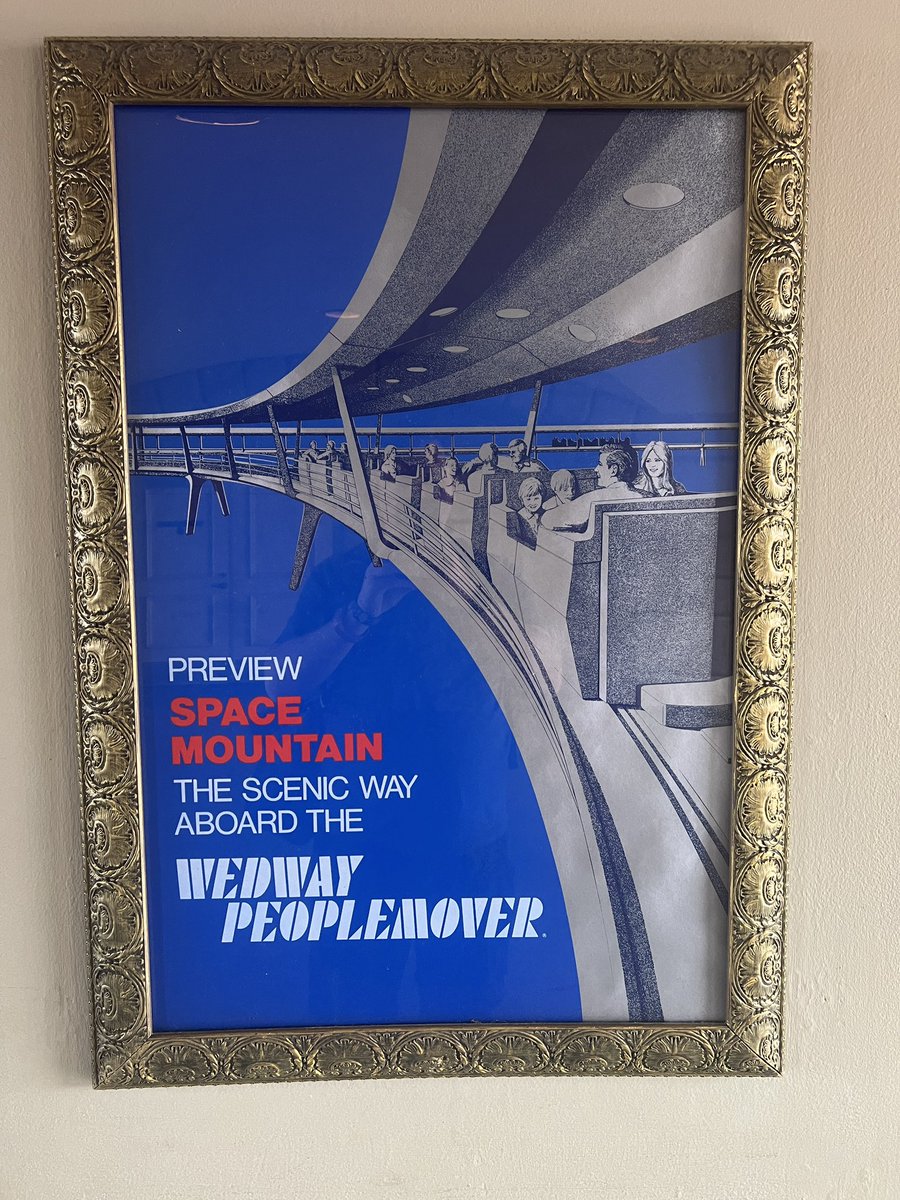 PREVIEW
SPACE
MOUNTAIN
THE SCENIC WAY
ABOARD THE
WEDWAY
PEOPLEMOVER